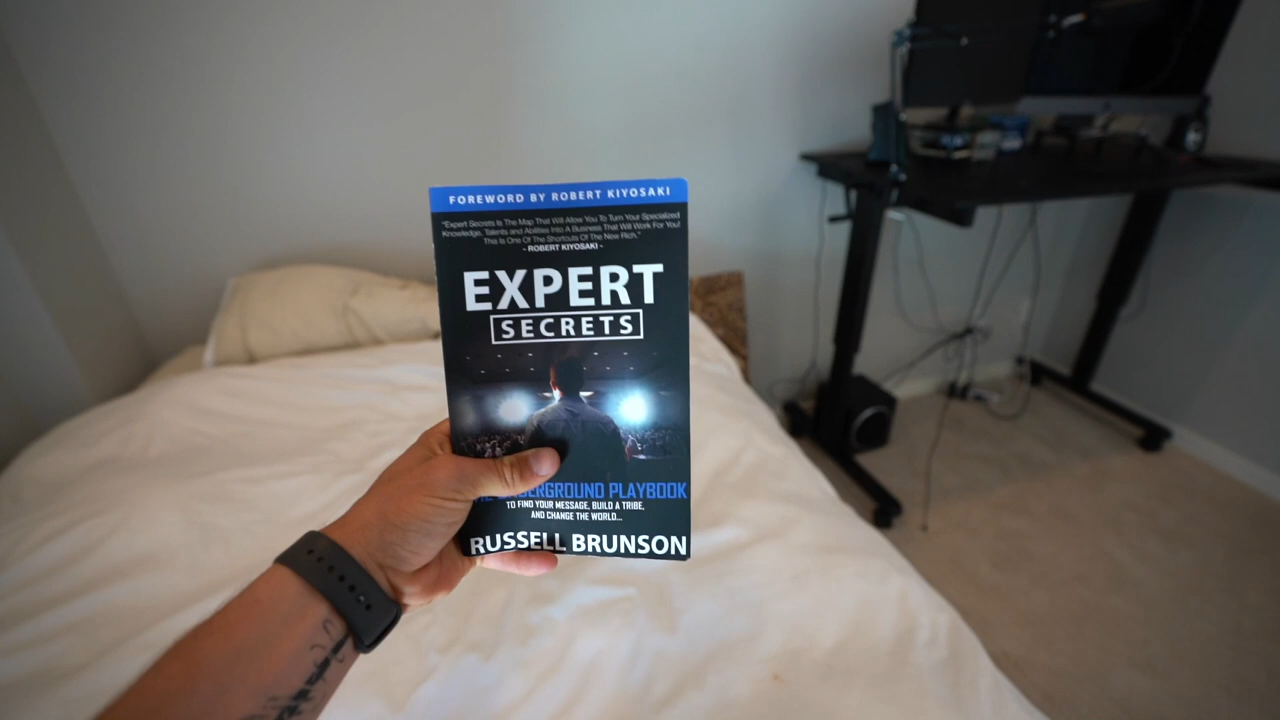 FOREWORD BY ROBERT KIYOSAKI
"Expert Secrets Is The Map That Will Allow You To Turn Your Specialized
Knowledge, Talents and Abilities Into A Business That Will Work For You!
This Is One Of The Shortcuts Of The New Rich."
- ROBERT KIYOSAKI -
EXPERT
SECRETS
UNDERGROUND PLAYBOOK
TO FIND YOUR MESSAGE, BUILD A TRIBE,
AND CHANGE THE WORLD...
RUSSELL BRUNSON